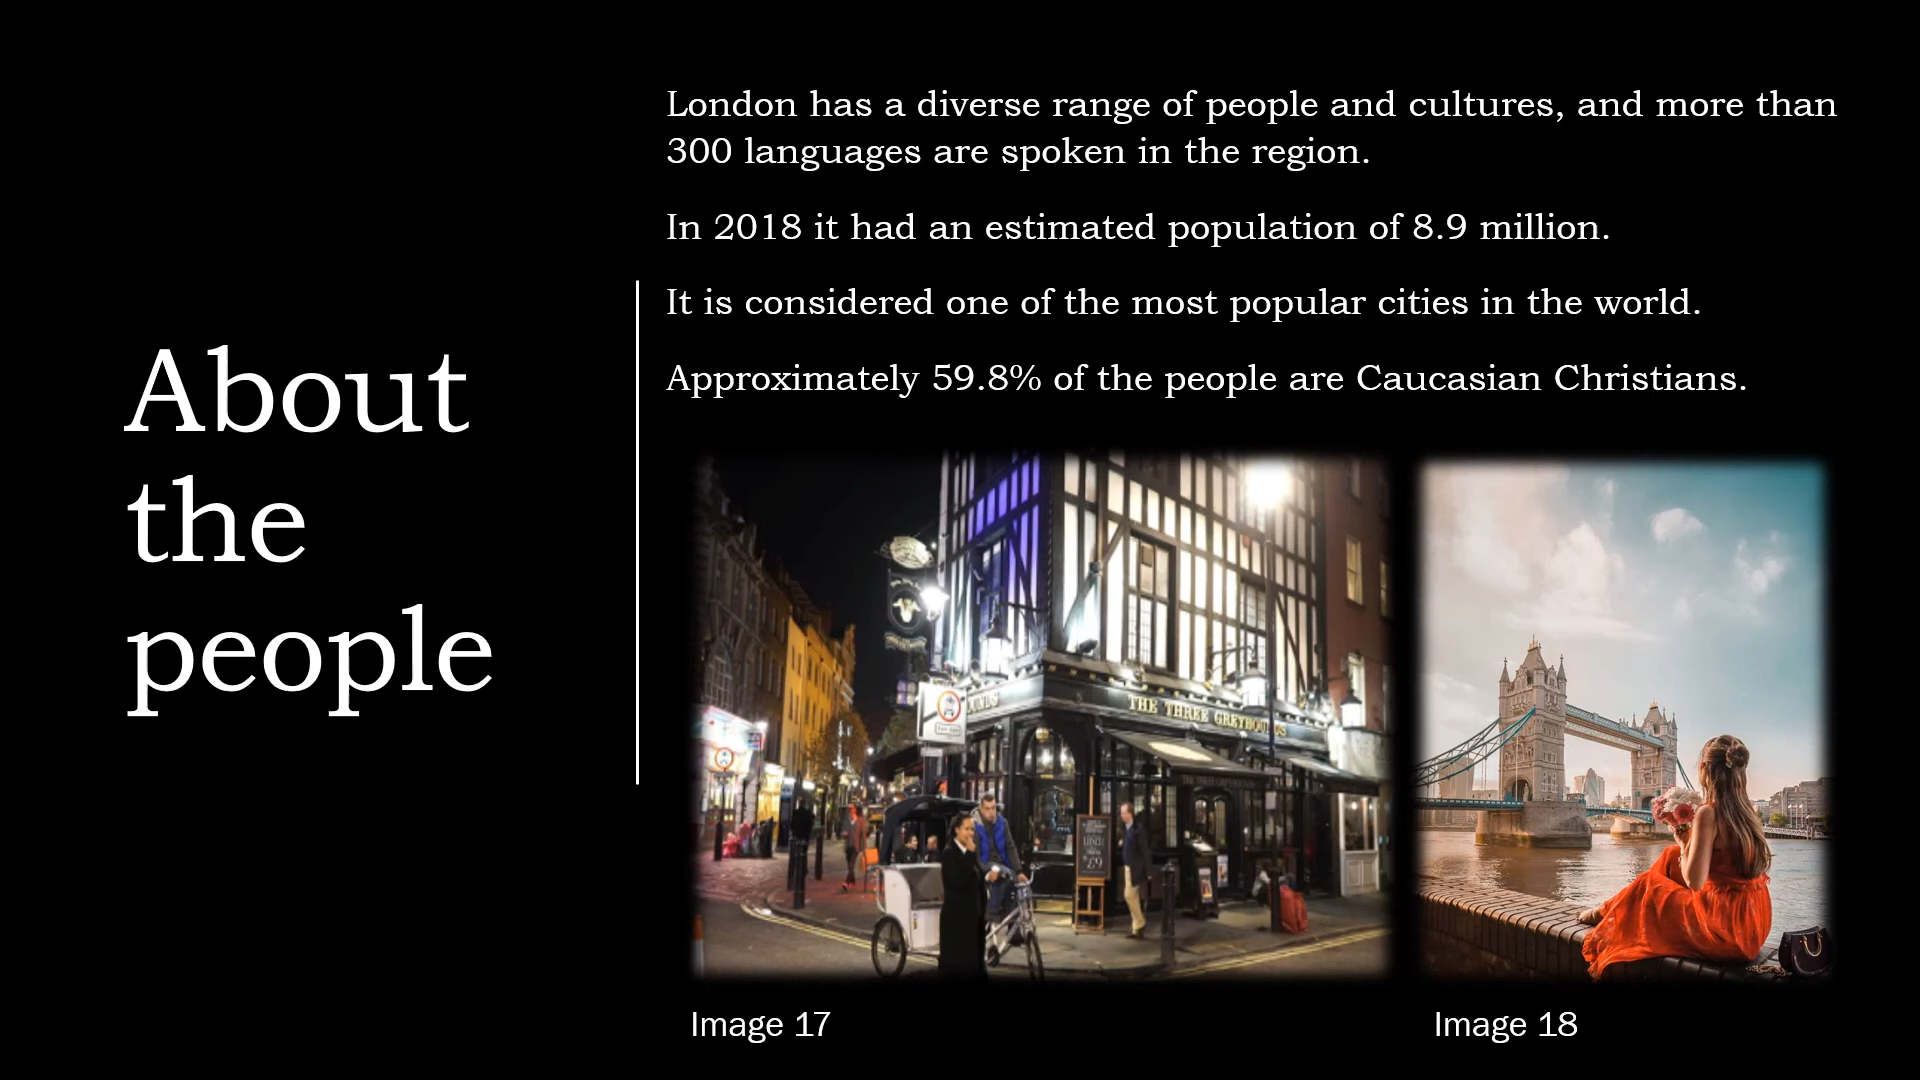 About
the
people
London has a diverse range of people and cultures, and more than
300 languages are spoken in the region.
In 2018 it had an estimated population of 8.9 million.
It is considered one of the most popular cities in the world.
Approximately 59.8% of the people are Caucasian Christians.
THE THREE GREYHOUNDS
LUNCH
£9
Image 17
Image 18